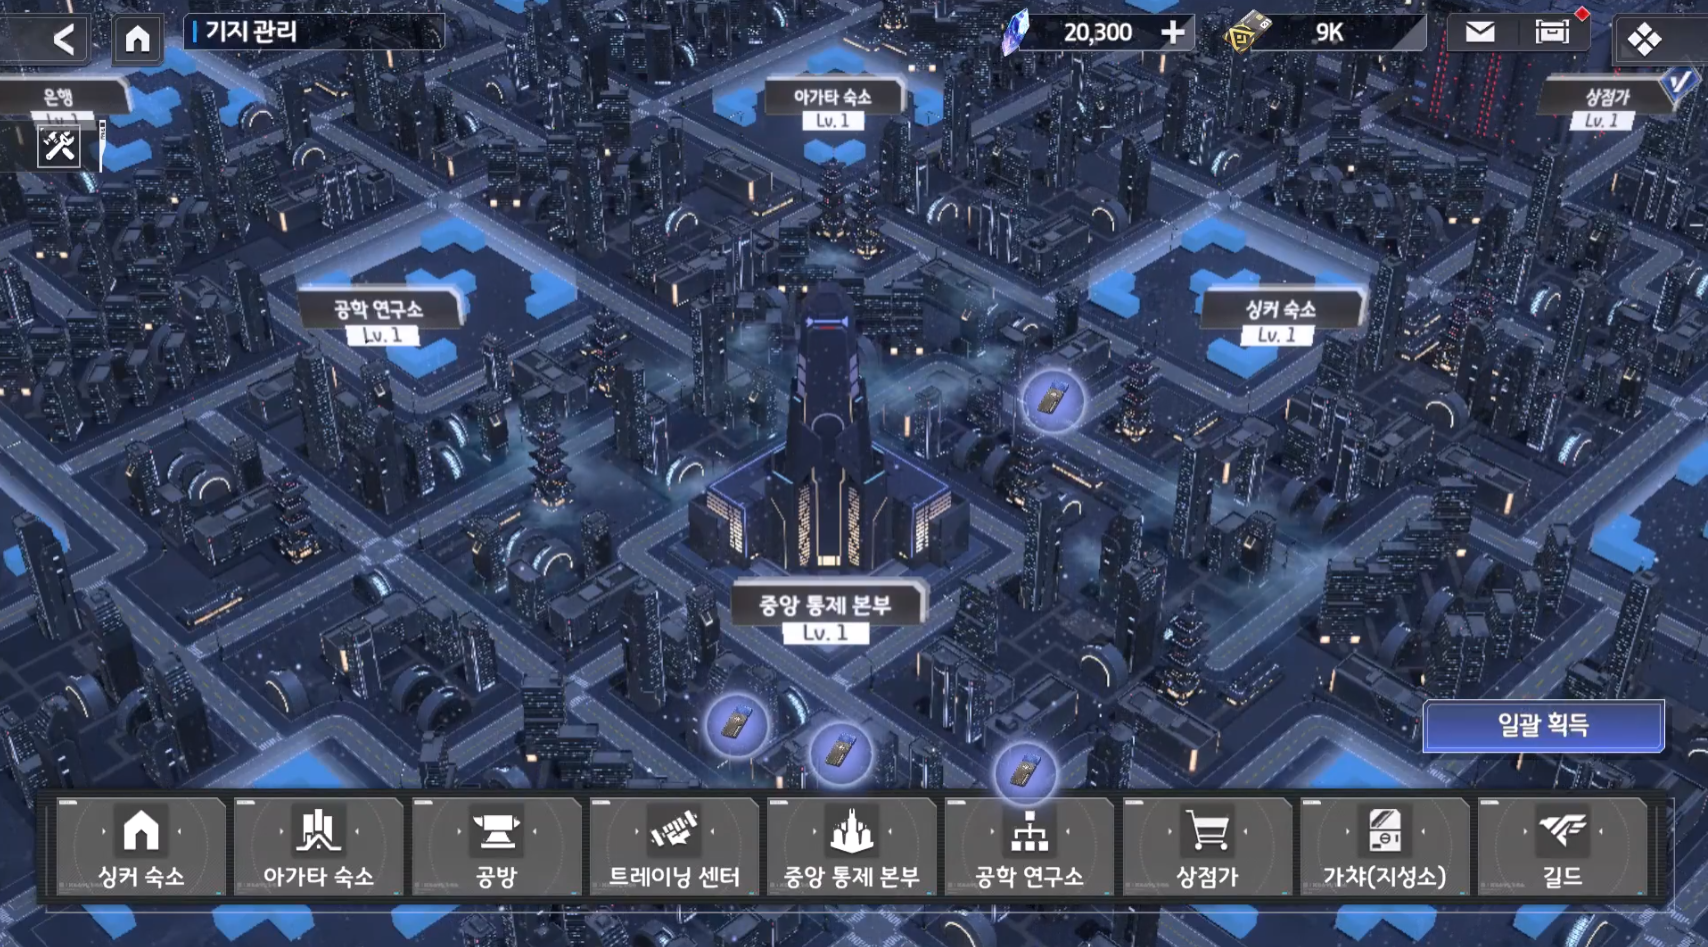 기지 관리
20,300
9K
은행
Lv. 1
아가타 숙소
Lv. 1
상점가
Lv. 1
공학 연구소
Lv. 1
싱커 숙소
Lv. 1
중앙 통제 본부
Lv. 1
일괄 획득
싱커 숙소
아가타 숙소
공방
트레이닝 센터
중앙 통제 본부
공학 연구소
상점가
가챠(지성소)
길드